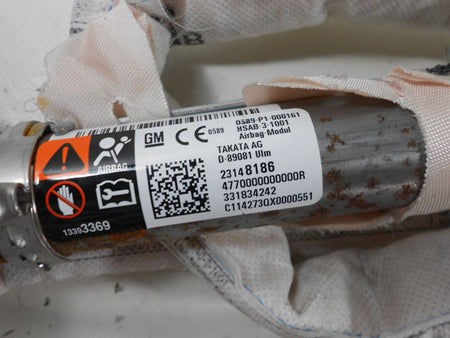 0589-P1-000161
HSAB-3-1001
Airbag-Modul
GM CE 0589
TAKATA AG
D-89081 Ulm
AIRBAG
23148186
4770000000000R
331834242
C114273QX0000551
13393369